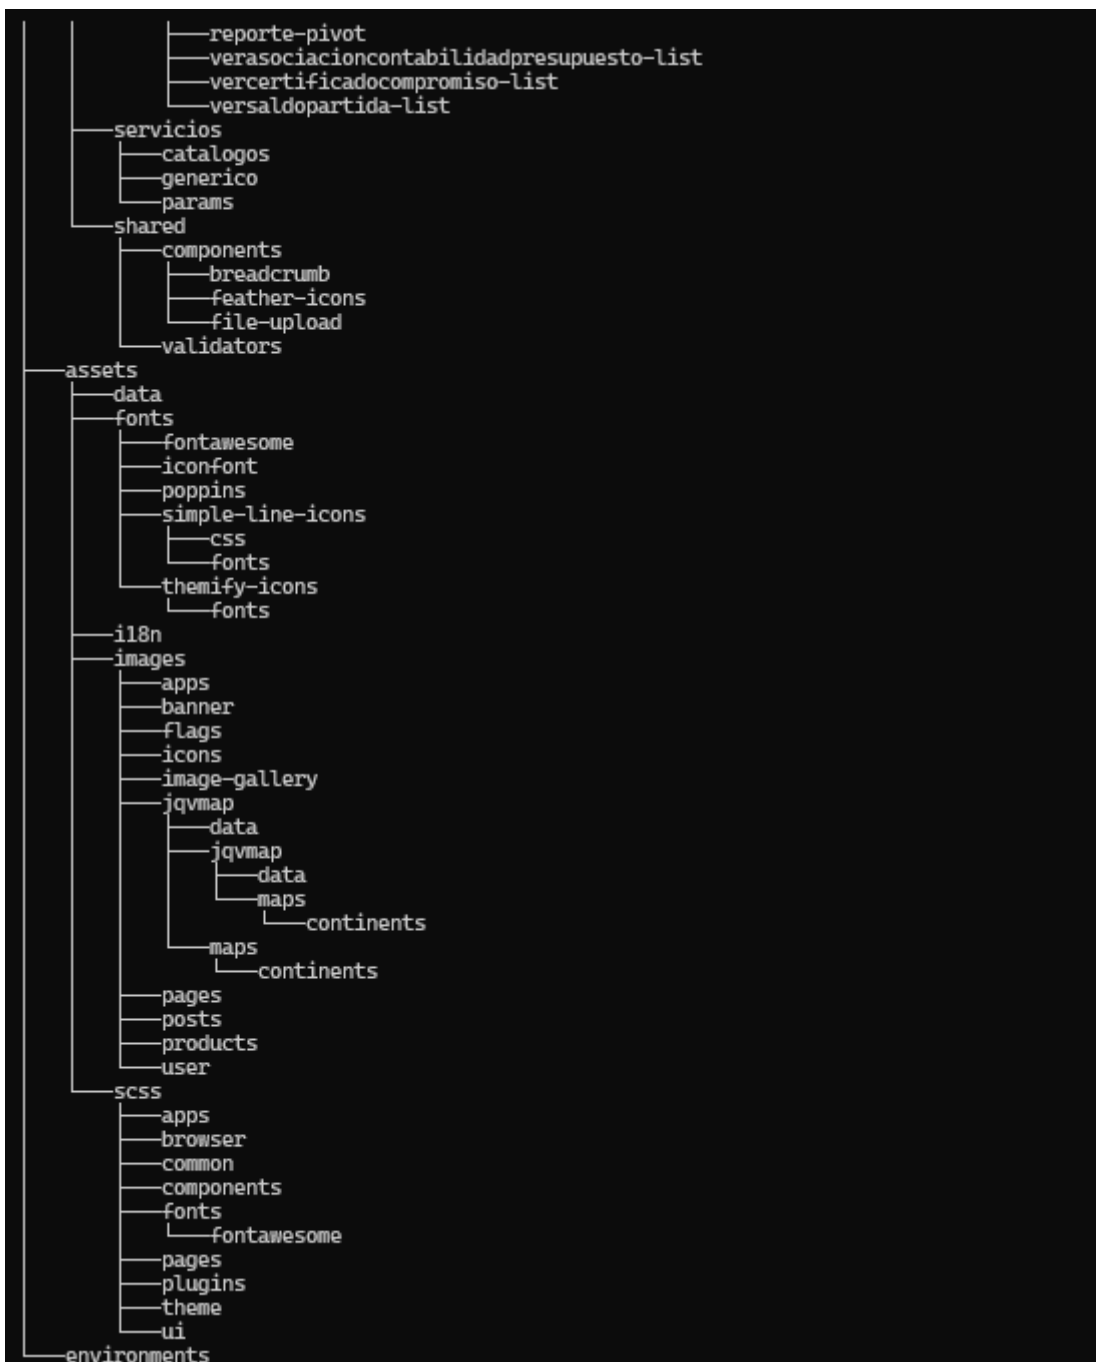 reporte-pivot
verasociacioncontabilidadpresupuesto-list
vercertificadocompromiso-list
versaldopartida-list
servicios
catalogos
generico
params
shared
components
breadcrumb
feather-icons
file-upload
validators
assets
data
fonts
fontawesome
iconfont
poppins
simple-line-icons
css
fonts
themify-icons
fonts
i18n
images
apps
banner
flags
icons
image-gallery
jqvmap
data
jqvmap
data
maps
continents
maps
continents
pages
posts
products
user
scss
apps
browser
common
components
fonts
fontawesome
pages
plugins
theme
ui
environments